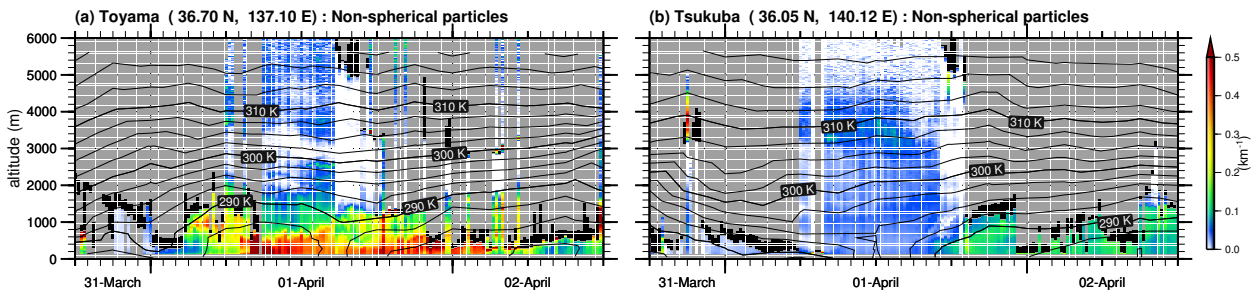 (a) Toyama ( 36.70 N, 137.10 E) : Non-spherical particles
(b) Tsukuba ( 36.05 N, 140.12 E) : Non-spherical particles
altitude (m)
6000
5000
4000
3000
2000
1000
0
310 K
310 K
300 K
300 K
290 K
290 K
310 K
310 K
300 K
300 K
290 K
0.5
0.4
0.3
0.2
0.1
0.0
(km⁻¹)
31-March
01-April
02-April
31-March
01-April
02-April